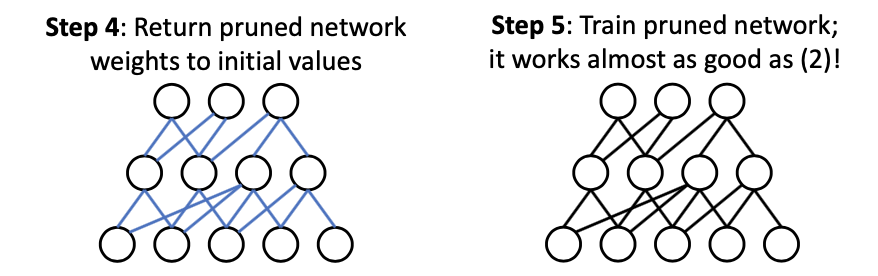 Step 4: Return pruned network
weights to initial values
Step 5: Train pruned network;
it works almost as good as (2)!